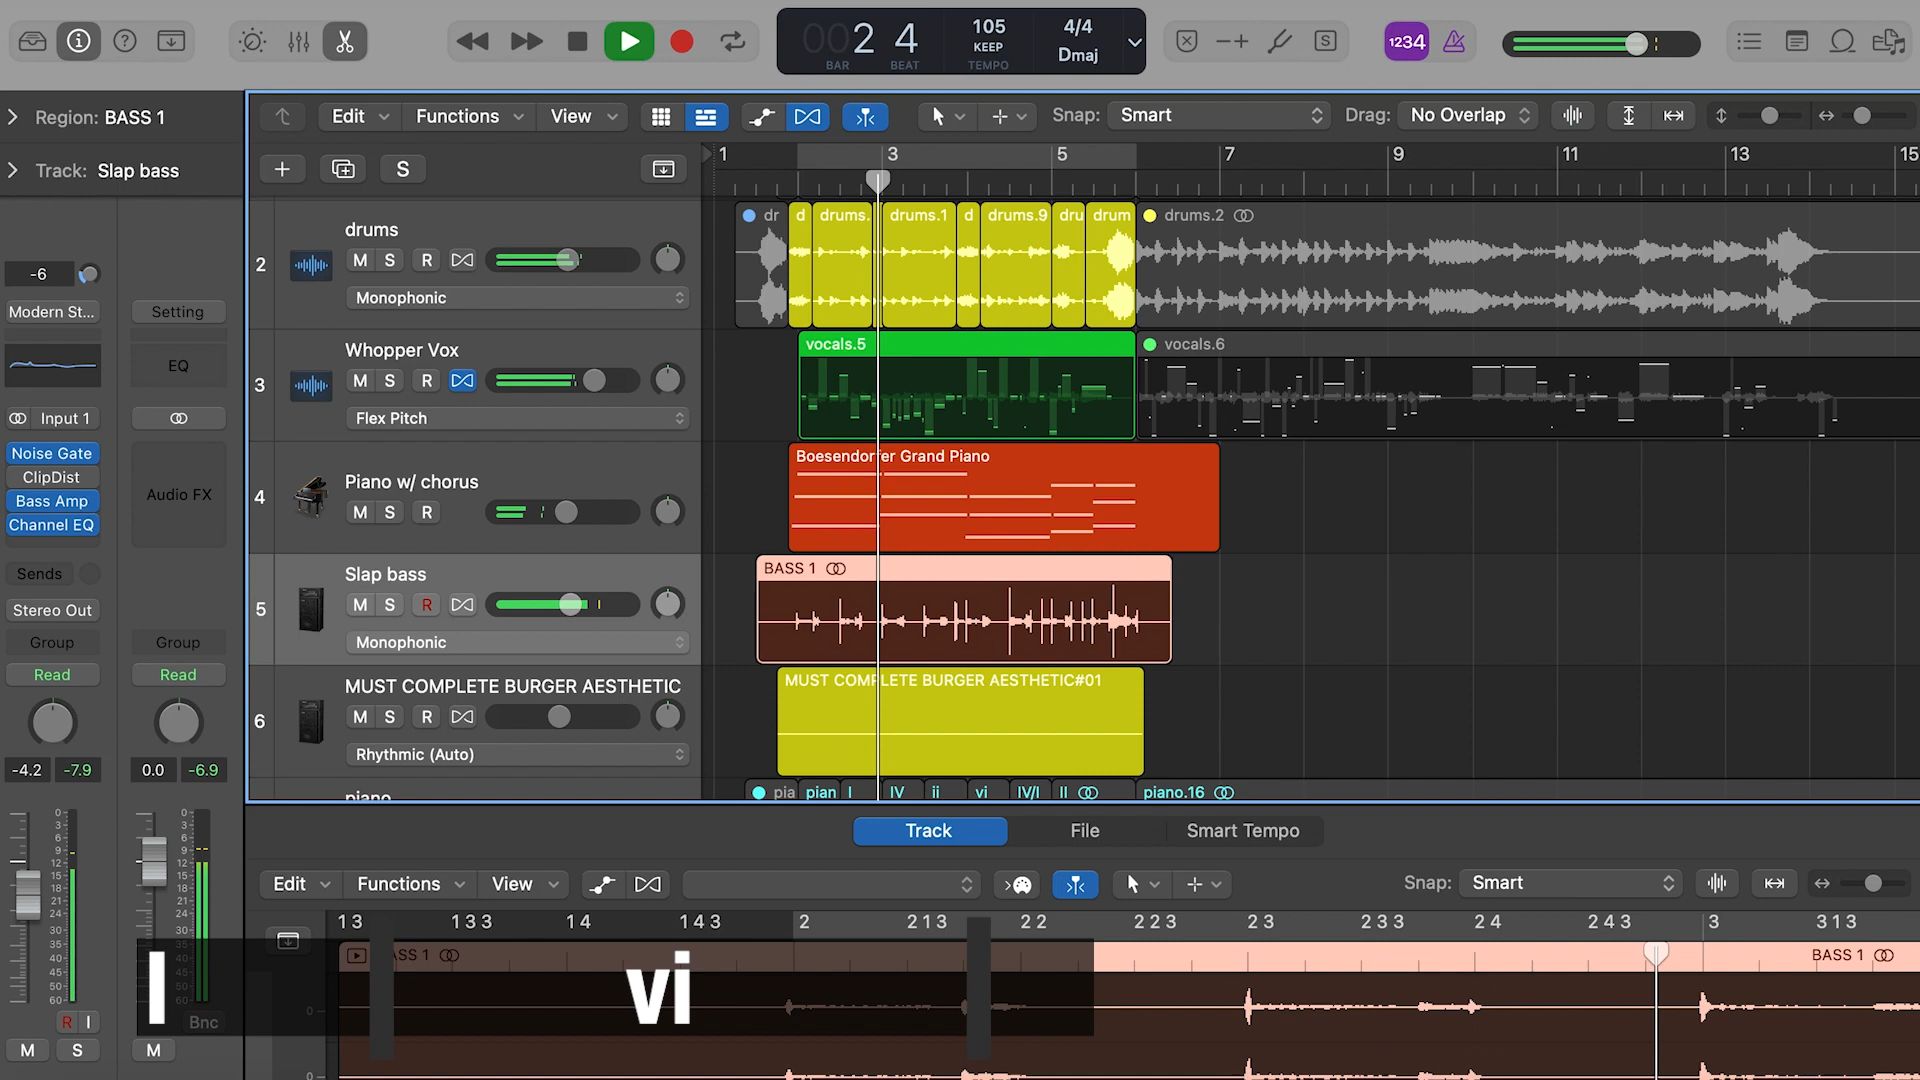 002 4
105
KEEP
4/4
Dmaj
BAR BEAT TEMPO
1234
S
Region: BASS 1
Track: Slap bass
Edit Functions View
Snap: Smart
Drag: No Overlap
S
1 3 5 7 9 11 13 15
-6
Modern St...
Setting
EQ
Input 1
Noise Gate
ClipDist
Bass Amp
Channel EQ
Audio FX
Sends
Stereo Out
Group Group
Read Read
-4.2 -7.9 0.0 -6.9
R I Bnc
M S M
2 drums
M S R
Monophonic
dr d drums. drums.1 d drums.9 dru drum drums.2
3 Whopper Vox
M S R
Flex Pitch
vocals.5 vocals.6
4 Piano w/ chorus
M S R
Boesendorfer Grand Piano
5 Slap bass
M S R
Monophonic
BASS 1
6 MUST COMPLETE BURGER AESTHETIC
M S R
Rhythmic (Auto)
MUST COMPLETE BURGER AESTHETIC#01
piano
pia pian I IV ii vi IV/I II piano.16
Track File Smart Tempo
Edit Functions View
Snap: Smart
1 3 1 3 3 1 4 1 4 3 2 2 1 3 2 2 2 2 3 2 3 2 3 3 2 4 2 4 3 3 3 1 3
BASS 1 BASS 1
I vi